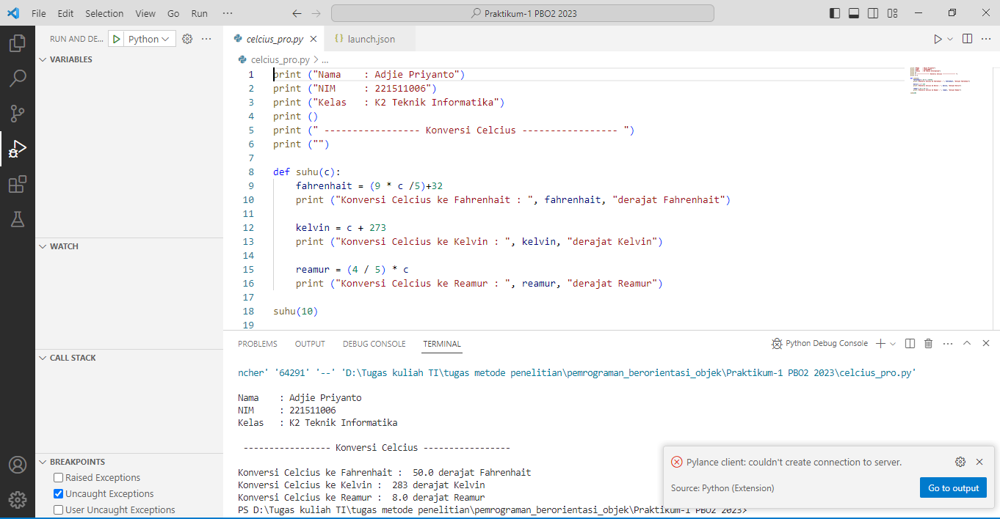 File Edit Selection View Go Run ··· Praktikum-1 PBO2 2023
RUN AND DE... Python ···
celcius_pro.py launch.json
VARIABLES
celcius_pro.py > ...
1 print ("Nama    : Adjie Priyanto")
2 print ("NIM     : 221511006")
3 print ("Kelas   : K2 Teknik Informatika")
4 print ()
5 print (" ----------------- Konversi Celcius ----------------- ")
6 print ("")
7
8 def suhu(c):
9     fahrenhait = (9 * c /5)+32
10     print ("Konversi Celcius ke Fahrenhait : ", fahrenhait, "derajat Fahrenhait")
11
12     kelvin = c + 273
13     print ("Konversi Celcius ke Kelvin : ", kelvin, "derajat Kelvin")
14
15     reamur = (4 / 5) * c
16     print ("Konversi Celcius ke Reamur : ", reamur, "derajat Reamur")
17
18 suhu(10)
19
WATCH
CALL STACK
BREAKPOINTS
Raised Exceptions
Uncaught Exceptions
User Uncaught Exceptions
PROBLEMS OUTPUT DEBUG CONSOLE TERMINAL Python Debug Console
ncher' '64291' '--' 'D:\Tugas kuliah TI\tugas metode penelitian\pemrograman_berorientasi_objek\Praktikum-1 PBO2 2023\celcius_pro.py'
Nama    : Adjie Priyanto
NIM     : 221511006
Kelas   : K2 Teknik Informatika
----------------- Konversi Celcius -----------------
Konversi Celcius ke Fahrenhait :  50.0 derajat Fahrenhait
Konversi Celcius ke Kelvin :  283 derajat Kelvin
Konversi Celcius ke Reamur :  8.0 derajat Reamur
PS D:\Tugas kuliah TI\tugas metode penelitian\pemrograman_berorientasi_objek\Praktikum-1 PBO2 2023>
Pylance client: couldn't create connection to server.
Source: Python (Extension)
Go to output